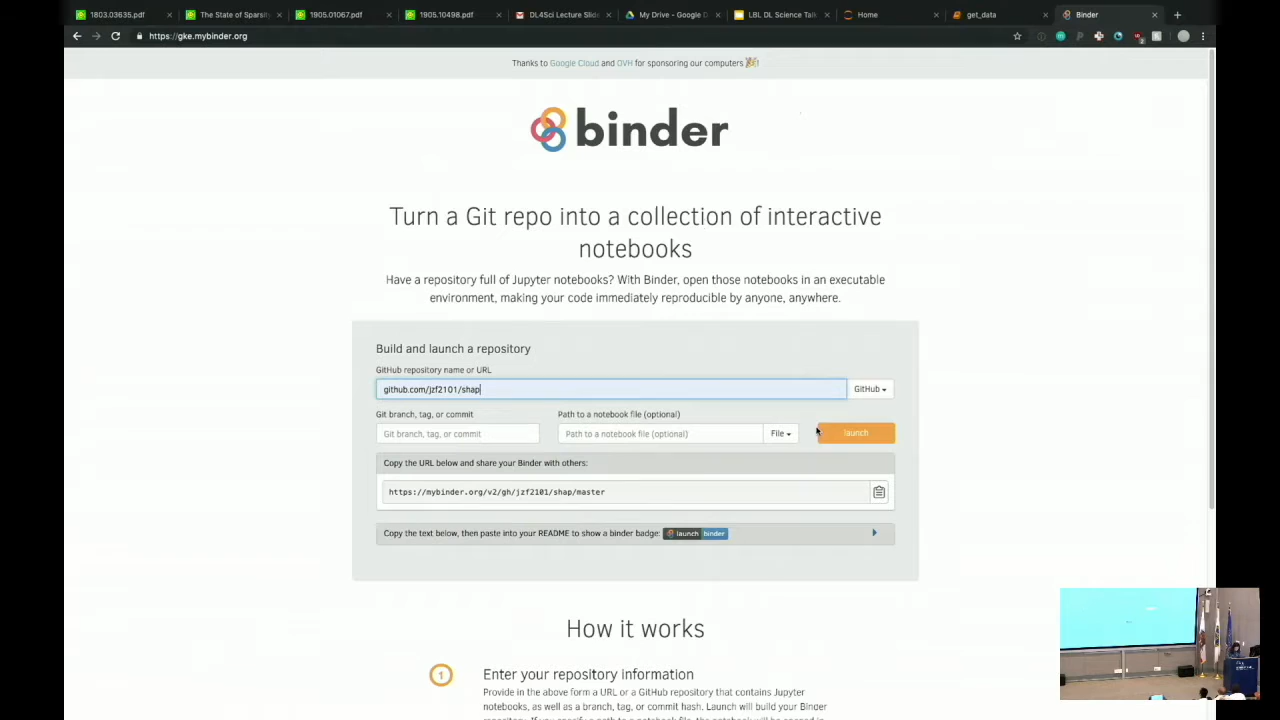 1803.03635.pdf
The State of Sparsity
1905.01067.pdf
1905.10498.pdf
DL4Sci Lecture Slide
My Drive - Google D
LBL DL Science Talk
Home
get_data
Binder
https://gke.mybinder.org
Thanks to Google Cloud and OVH for sponsoring our computers 🎉!
binder
Turn a Git repo into a collection of interactive
notebooks
Have a repository full of Jupyter notebooks? With Binder, open those notebooks in an executable
environment, making your code immediately reproducible by anyone, anywhere.
Build and launch a repository
GitHub repository name or URL
github.com/jzf2101/shap
GitHub
Git branch, tag, or commit
Path to a notebook file (optional)
Git branch, tag, or commit
Path to a notebook file (optional)
File
launch
Copy the URL below and share your Binder with others:
https://mybinder.org/v2/gh/jzf2101/shap/master
Copy the text below, then paste into your README to show a binder badge: launch binder
How it works
1
Enter your repository information
Provide in the above form a URL or a GitHub repository that contains Jupyter
notebooks, as well as a branch, tag, or commit hash. Launch will build your Binder